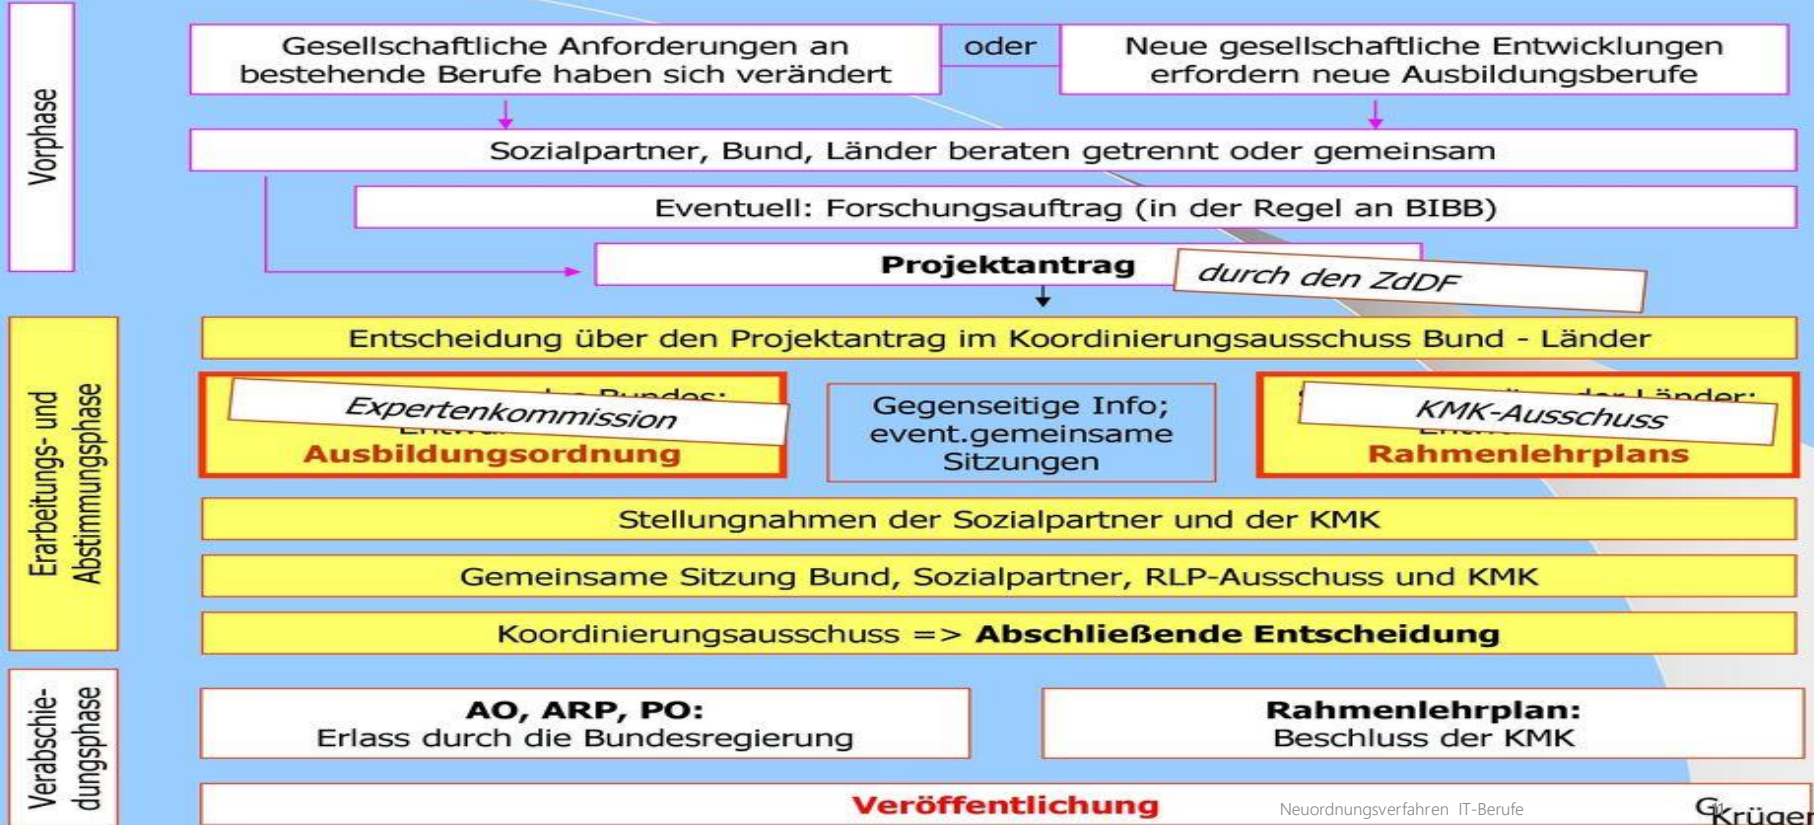 Vorphase
Gesellschaftliche Anforderungen an
bestehende Berufe haben sich verändert
oder
Neue gesellschaftliche Entwicklungen
erfordern neue Ausbildungsberufe
Sozialpartner, Bund, Länder beraten getrennt oder gemeinsam
Eventuell: Forschungsauftrag (in der Regel an BIBB)
Projektantrag
durch den ZdDF
Erarbeitungs- und
Abstimmungsphase
Entscheidung über den Projektantrag im Koordinierungsausschuss Bund - Länder
Bundes:
Expertenkommission
Ausbildungsordnung
Gegenseitige Info;
event.gemeinsame
Sitzungen
der Länder:
KMK-Ausschuss
Rahmenlehrplans
Stellungnahmen der Sozialpartner und der KMK
Gemeinsame Sitzung Bund, Sozialpartner, RLP-Ausschuss und KMK
Koordinierungsausschuss => Abschließende Entscheidung
Verabschie-
dungsphase
AO, ARP, PO:
Erlass durch die Bundesregierung
Rahmenlehrplan:
Beschluss der KMK
Veröffentlichung
Neuordnungsverfahren IT-Berufe
Krüger